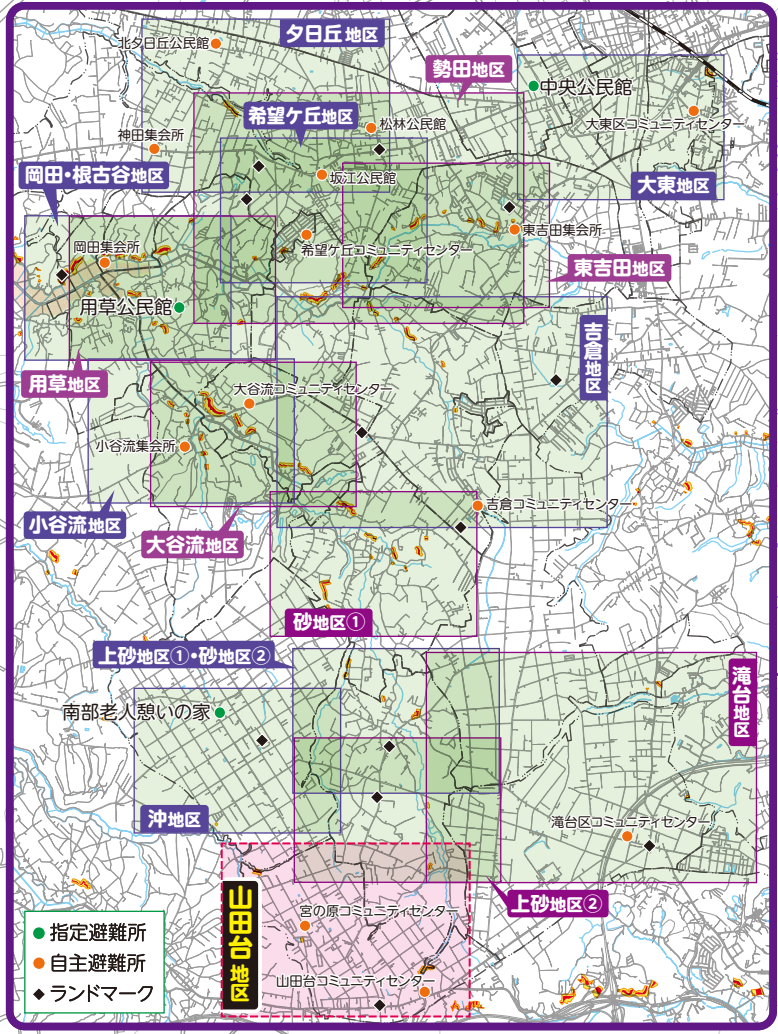 夕日丘地区
北夕日丘公民館
勢田地区
中央公民館
希望ケ丘地区
松林公民館
大東区コミュニティセンター
神田集会所
坂江公民館
岡田・根古谷地区
大東地区
東吉田集会所
岡田集会所
希望ケ丘コミュニティセンター
東吉田地区
用草公民館
吉倉地区
用草地区
大谷流コミュニティセンター
小谷流集会所
吉倉コミュニティセンター
小谷流地区
大谷流地区
砂地区①
上砂地区①・砂地区②
滝台地区
南部老人憩いの家
沖地区
滝台区コミュニティセンター
上砂地区②
山田台地区
宮の原コミュニティセンター
山田台コミュニティセンター
指定避難所
自主避難所
ランドマーク